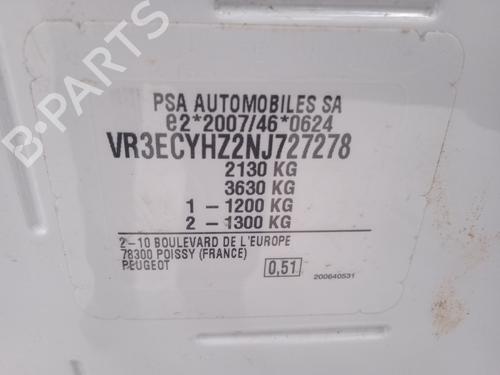 PSA AUTOMOBILES SA
e2*2007/46*0624
VR3ECYHZ2NJ727278
2130 KG
3630 KG
1 – 1200 KG
2 – 1300 KG
2–10 BOULEVARD DE L'EUROPE
78300 POISSY (FRANCE)
PEUGEOT
0,51
200640531